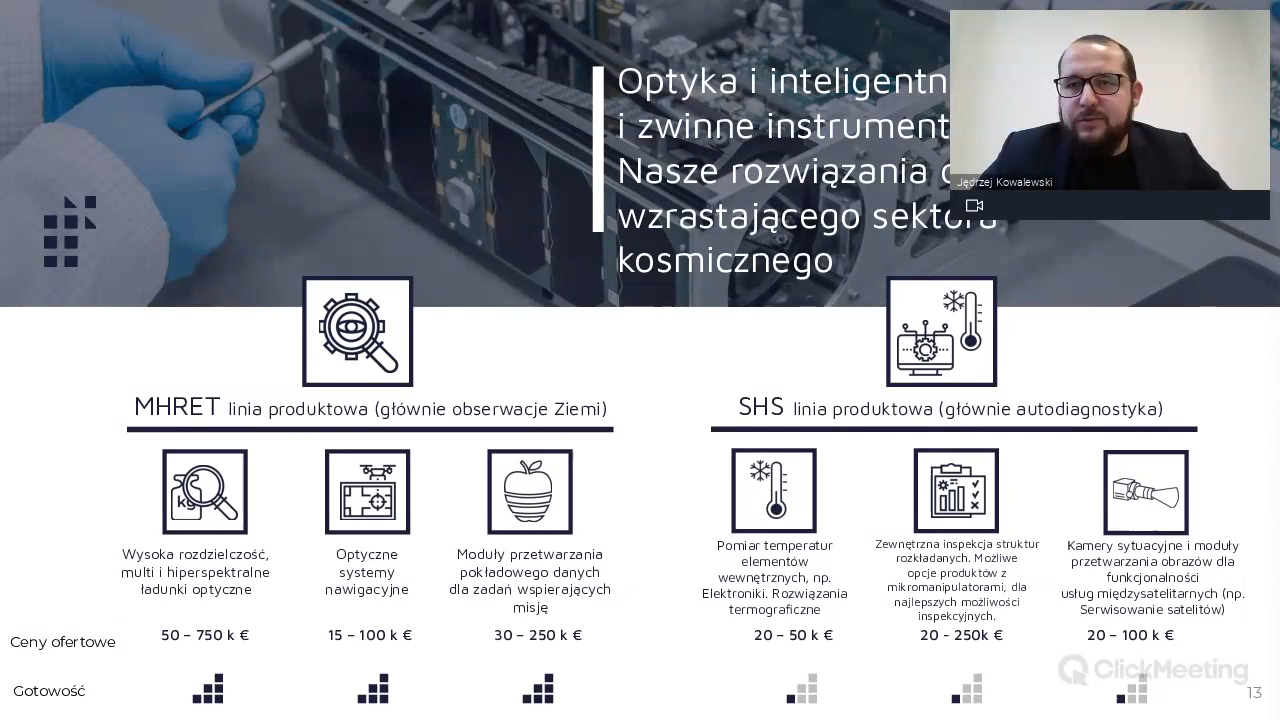 Optyka i inteligentn
i zwinne instrument
Nasze rozwiązania
wzrastającego sektora
kosmicznego
Jędrzej Kowalewski
MHRET linia produktowa (głównie obserwacje Ziemi)
SHS linia produktowa (głównie autodiagnostyka)
kg
Wysoka rozdzielczość,
multi i hiperspektralne
ładunki optyczne
Optyczne
systemy
nawigacyjne
Moduły przetwarzania
pokładowego danych
dla zadań wspierających
misję
Pomiar temperatur
elementów
wewnętrznych, np.
Elektroniki. Rozwiązania
termograficzne
Zewnętrzna inspekcja struktur
rozkładanych. Możliwe
opcje produktów z
mikromanipulatorami, dla
najlepszych możliwości
inspekcyjnych.
Kamery sytuacyjne i moduły
przetwarzania obrazów dla
funkcjonalności
usług międzysatelitarnych (np.
Serwisowanie satelitów)
Ceny ofertowe
50 – 750 k €
15 – 100 k €
30 – 250 k €
20 – 50 k €
20 - 250k €
20 – 100 k €
Gotowość
ClickMeeting
13